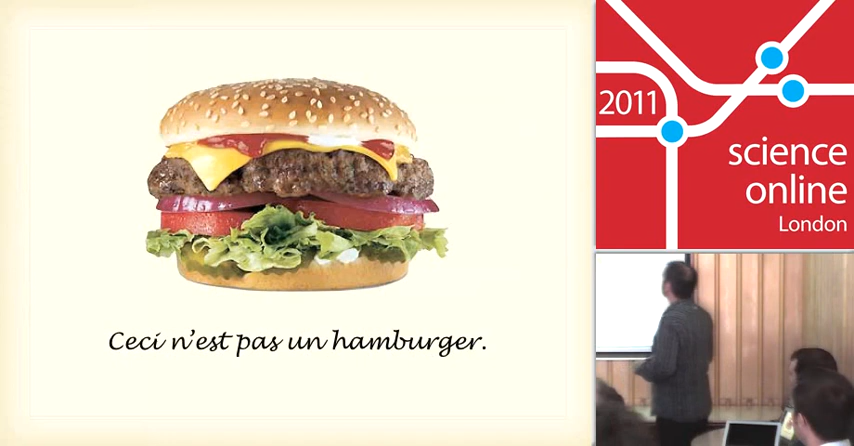 Ceci n'est pas un hamburger.
2011
science
online
London